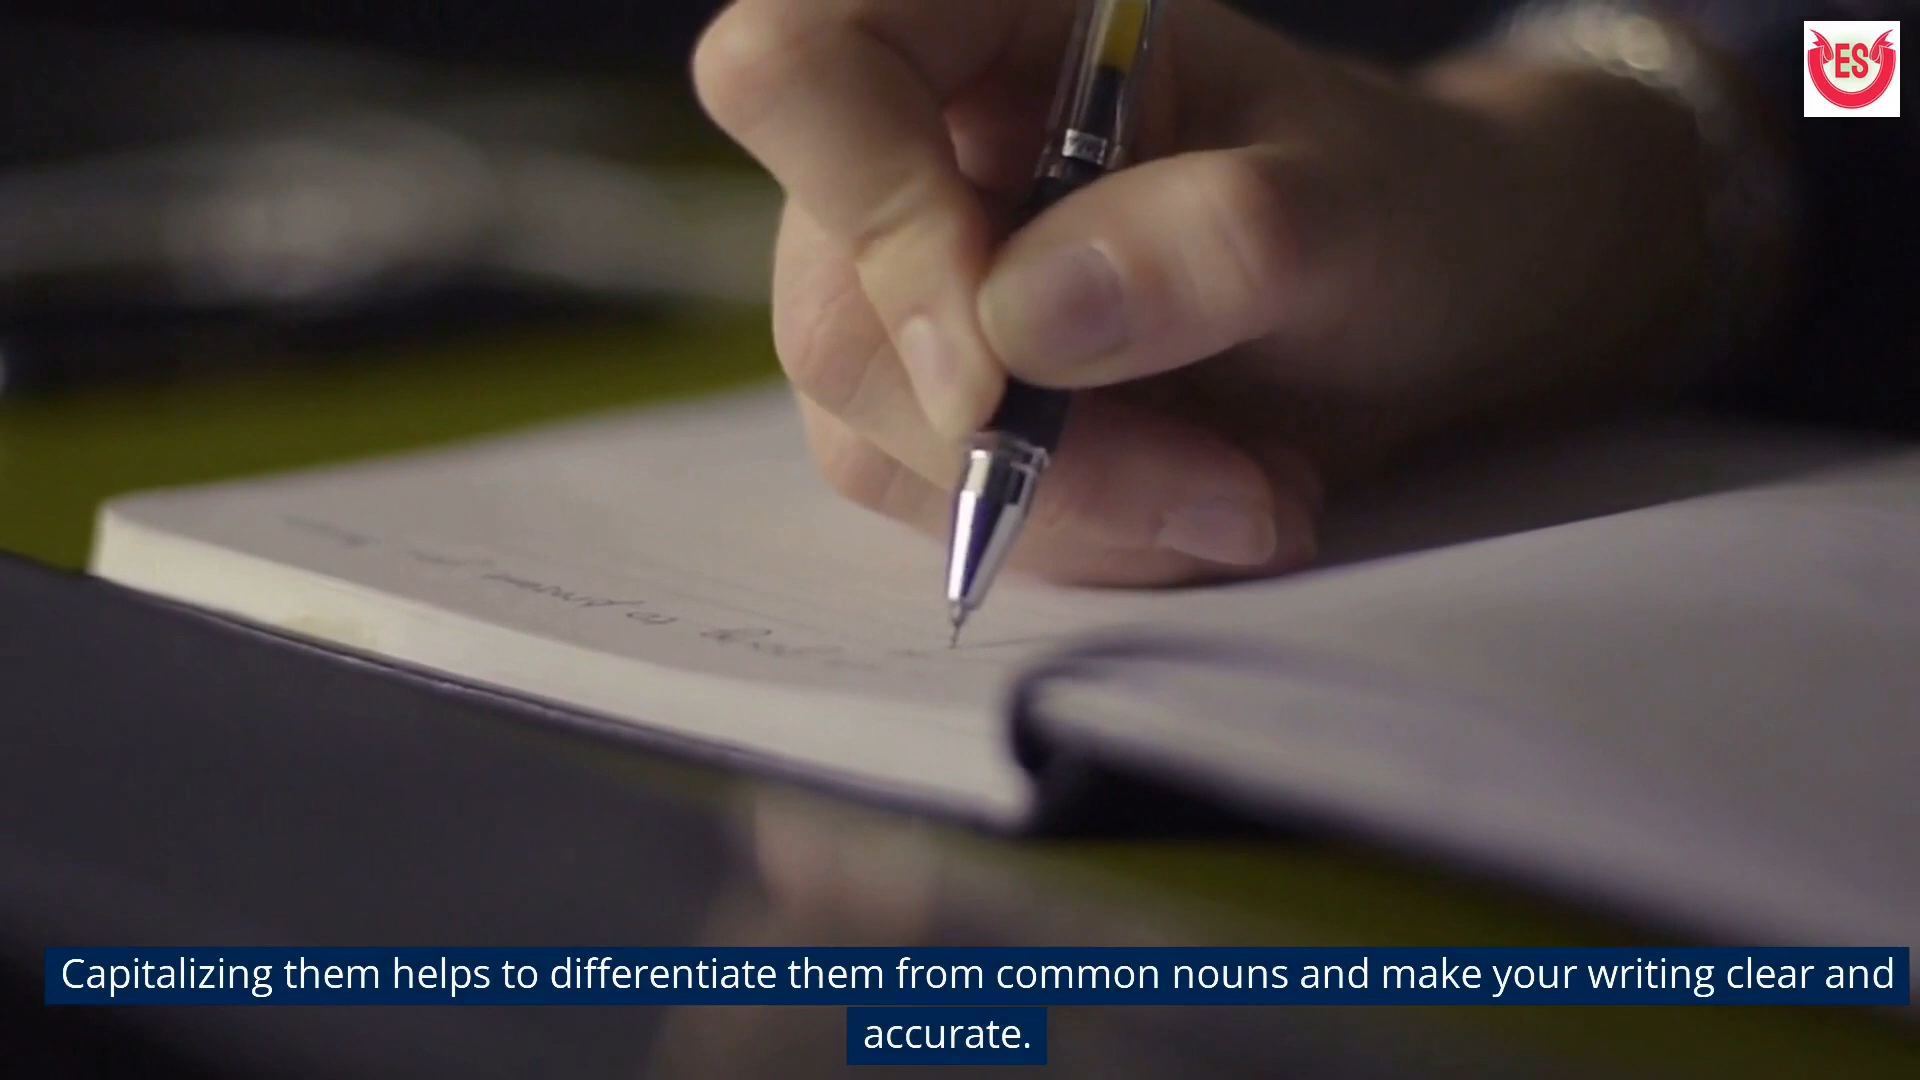 ES
Capitalizing them helps to differentiate them from common nouns and make your writing clear and
accurate.